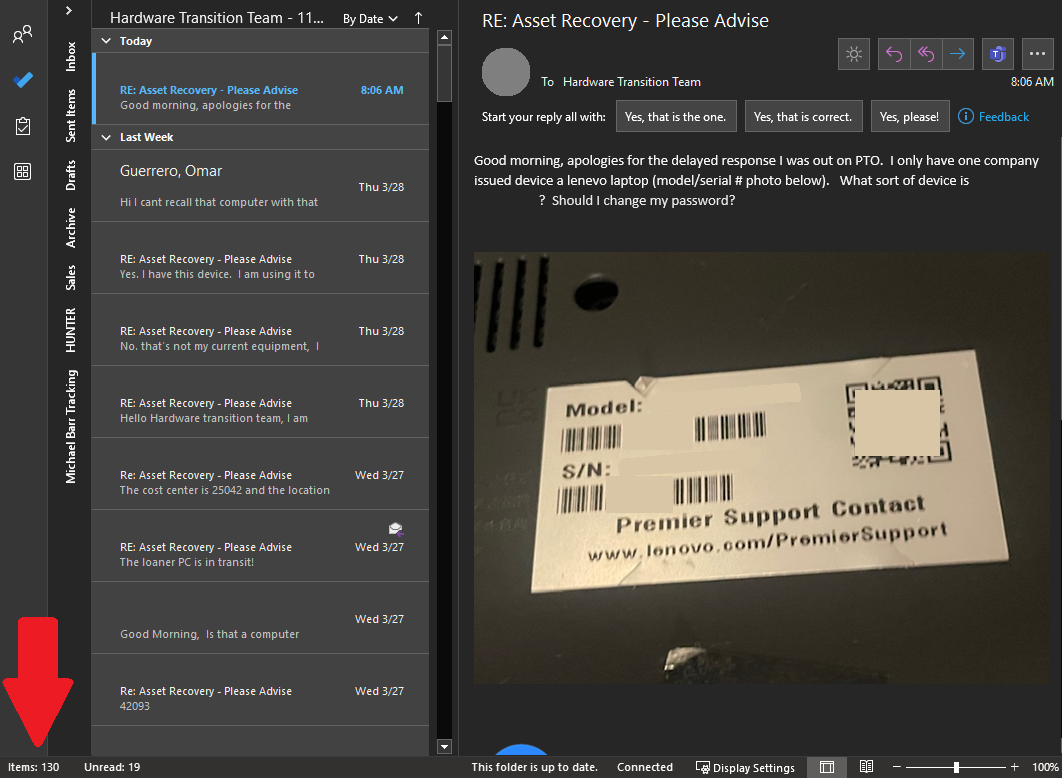 Hardware Transition Team - 11...
By Date
Today
RE: Asset Recovery - Please Advise
8:06 AM
Good morning, apologies for the
Last Week
Guerrero, Omar
Thu 3/28
Hi I cant recall that computer with that
RE: Asset Recovery - Please Advise
Thu 3/28
Yes. I have this device. I am using it to
RE: Asset Recovery - Please Advise
Thu 3/28
No. that's not my current equipment, I
RE: Asset Recovery - Please Advise
Thu 3/28
Hello Hardware transition team, I am
Re: Asset Recovery - Please Advise
Wed 3/27
The cost center is 25042 and the location
RE: Asset Recovery - Please Advise
Wed 3/27
The loaner PC is in transit!
Wed 3/27
Good Morning, Is that a computer
Re: Asset Recovery - Please Advise
Wed 3/27
42093
Inbox
Sent Items
Drafts
Archive
Sales
HUNTER
Michael Barr Tracking
RE: Asset Recovery - Please Advise
To Hardware Transition Team
8:06 AM
Start your reply all with:
Yes, that is the one.
Yes, that is correct.
Yes, please!
Feedback
Good morning, apologies for the delayed response I was out on PTO. I only have one company
issued device a lenevo laptop (model/serial # photo below). What sort of device is
? Should I change my password?
Model:
S/N:
Premier Support Contact
www.lenovo.com/PremierSupport
Items: 130
Unread: 19
This folder is up to date.
Connected
Display Settings
100%